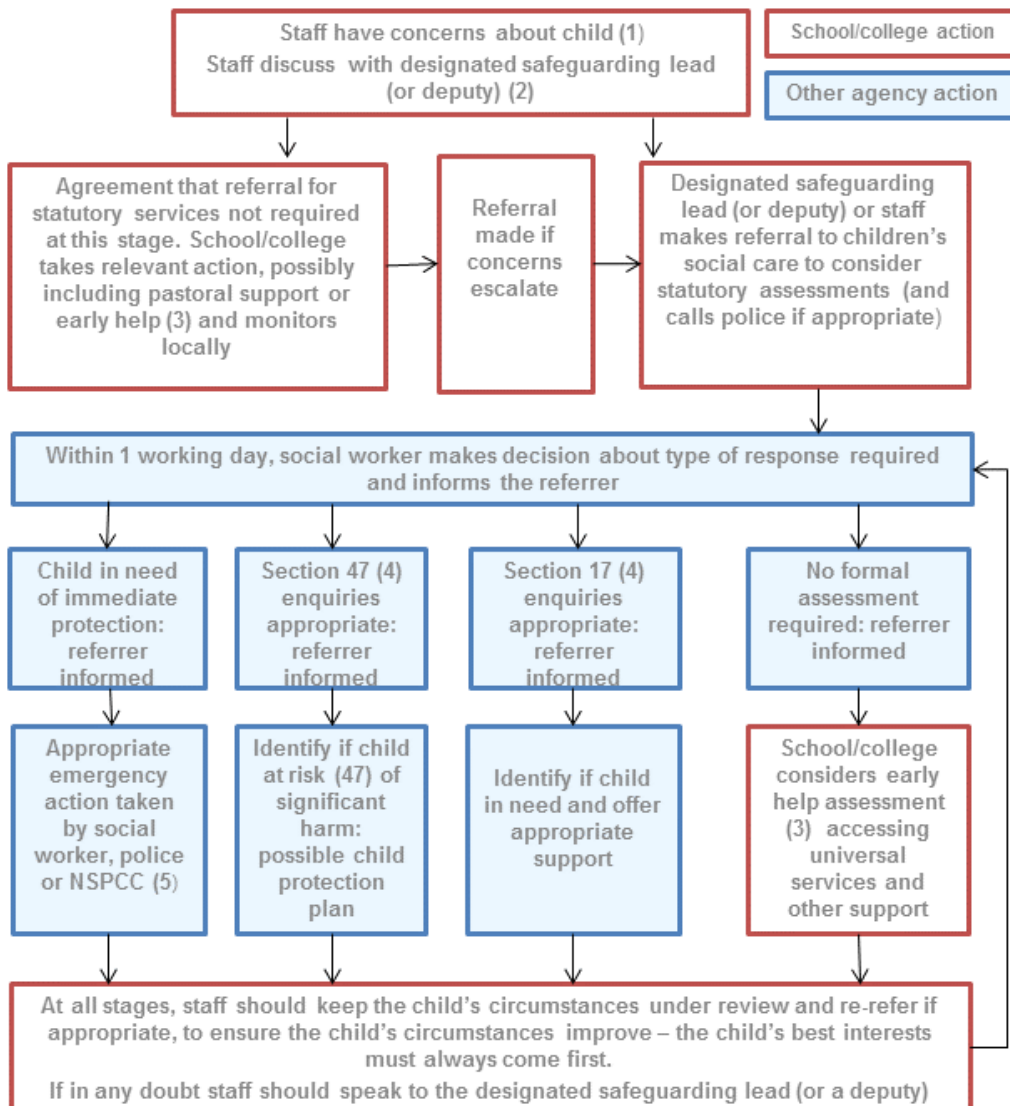 Staff have concerns about child (1)
Staff discuss with designated safeguarding lead
(or deputy) (2)
School/college action
Other agency action
Agreement that referral for
statutory services not required
at this stage. School/college
takes relevant action, possibly
including pastoral support or
early help (3) and monitors
locally
Referral
made if
concerns
escalate
Designated safeguarding
lead (or deputy) or staff
makes referral to children’s
social care to consider
statutory assessments (and
calls police if appropriate)
Within 1 working day, social worker makes decision about type of response required
and informs the referrer
Child in need
of immediate
protection:
referrer
informed
Section 47 (4)
enquiries
appropriate:
referrer
informed
Section 17 (4)
enquiries
appropriate:
referrer
informed
No formal
assessment
required: referrer
informed
Appropriate
emergency
action taken
by social
worker, police
or NSPCC (5)
Identify if child
at risk (47) of
significant
harm:
possible child
protection
plan
Identify if child
in need and offer
appropriate
support
School/college
considers early
help assessment
(3) accessing
universal
services and
other support
At all stages, staff should keep the child’s circumstances under review and re-refer if
appropriate, to ensure the child’s circumstances improve – the child’s best interests
must always come first.
If in any doubt staff should speak to the designated safeguarding lead (or a deputy)